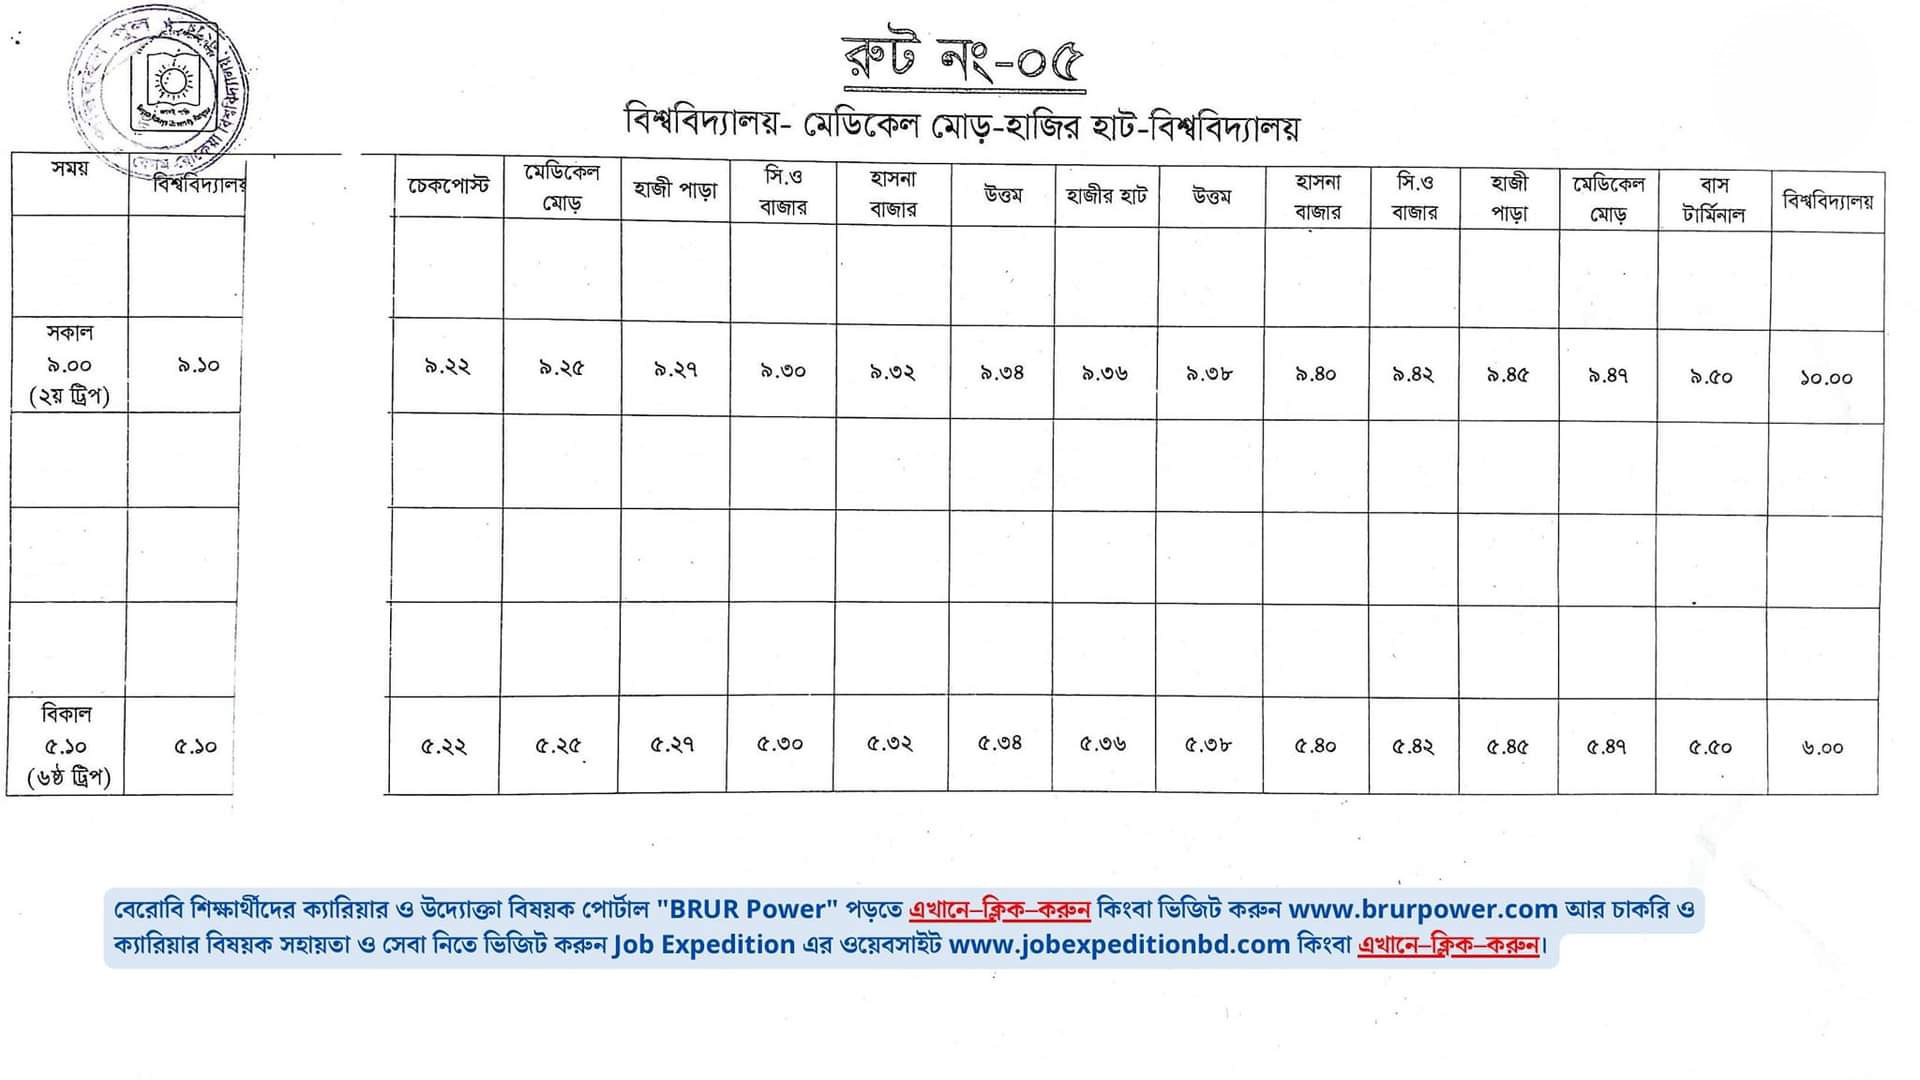 রুট নং-০৫
বিশ্ববিদ্যালয়- মেডিকেল মোড়-হাজির হাট-বিশ্ববিদ্যালয়
সময় বিশ্ববিদ্যালয় চেকপোস্ট মেডিকেল মোড় হাজী পাড়া সি.ও বাজার হাসনা বাজার উত্তম হাজীর হাট উত্তম হাসনা বাজার সি.ও বাজার হাজী পাড়া মেডিকেল মোড় বাস টার্মিনাল বিশ্ববিদ্যালয়
সকাল
৯.০০ ৯.১০ ৯.২২ ৯.২৫ ৯.২৭ ৯.৩০ ৯.৩২ ৯.৩৪ ৯.৩৬ ৯.৩৮ ৯.৪০ ৯.৪২ ৯.৪৫ ৯.৪৭ ৯.৫০ ১০.০০
(২য় ট্রিপ)
বিকাল
৫.১০ ৫.১০ ৫.২২ ৫.২৫ ৫.২৭ ৫.৩০ ৫.৩২ ৫.৩৪ ৫.৩৬ ৫.৩৮ ৫.৪০ ৫.৪২ ৫.৪৫ ৫.৪৭ ৫.৫০ ৬.০০
(৬ষ্ঠ ট্রিপ)
বেরোবি শিক্ষার্থীদের ক্যারিয়ার ও উদ্যোক্তা বিষয়ক পোর্টাল "BRUR Power" পড়তে এখানে–ক্লিক–করুন কিংবা ভিজিট করুন www.brurpower.com আর চাকরি ও
ক্যারিয়ার বিষয়ক সহায়তা ও সেবা নিতে ভিজিট করুন Job Expedition এর ওয়েবসাইট www.jobexpeditionbd.com কিংবা এখানে–ক্লিক–করুন।